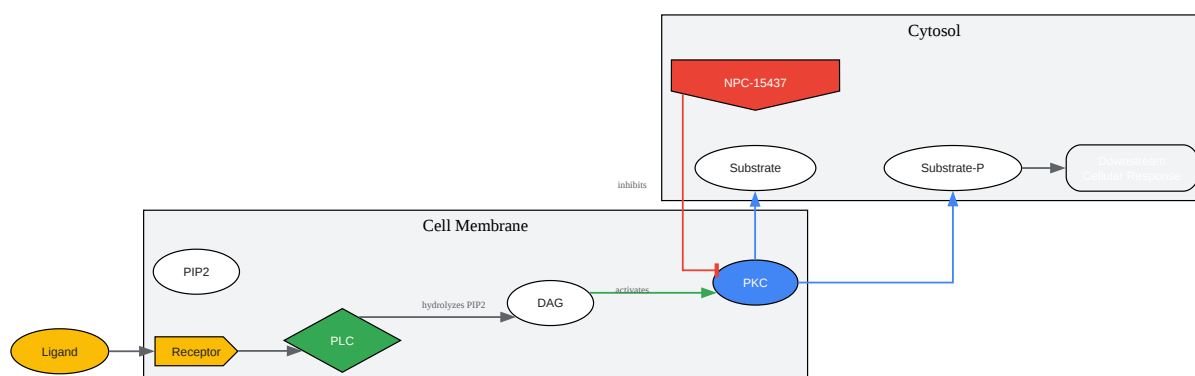 Cytosol
NPC-15437
Substrate
Substrate-P
Downstream
Cellular Response
inhibits
Cell Membrane
PIP2
PKC
hydrolyzes PIP2
DAG
activates
PLC
Ligand
Receptor